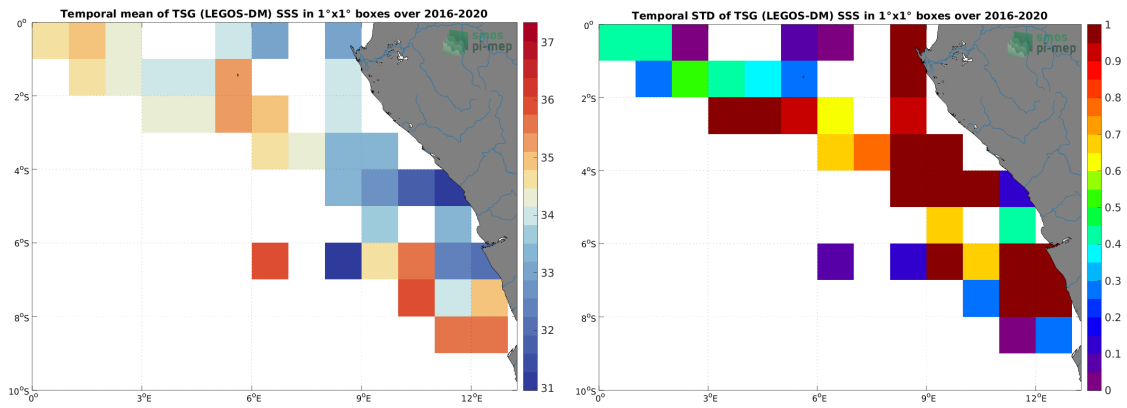 Temporal mean of TSG (LEGOS-DM) SSS in 1°x1° boxes over 2016-2020
smos
pi-mep
0°
2°S
4°S
6°S
8°S
10°S
0°
3°E
6°E
9°E
12°E
37
36
35
34
33
32
31
Temporal STD of TSG (LEGOS-DM) SSS in 1°x1° boxes over 2016-2020
smos
pi-mep
0°
2°S
4°S
6°S
8°S
10°S
0°
3°E
6°E
9°E
12°E
1
0.9
0.8
0.7
0.6
0.5
0.4
0.3
0.2
0.1
0